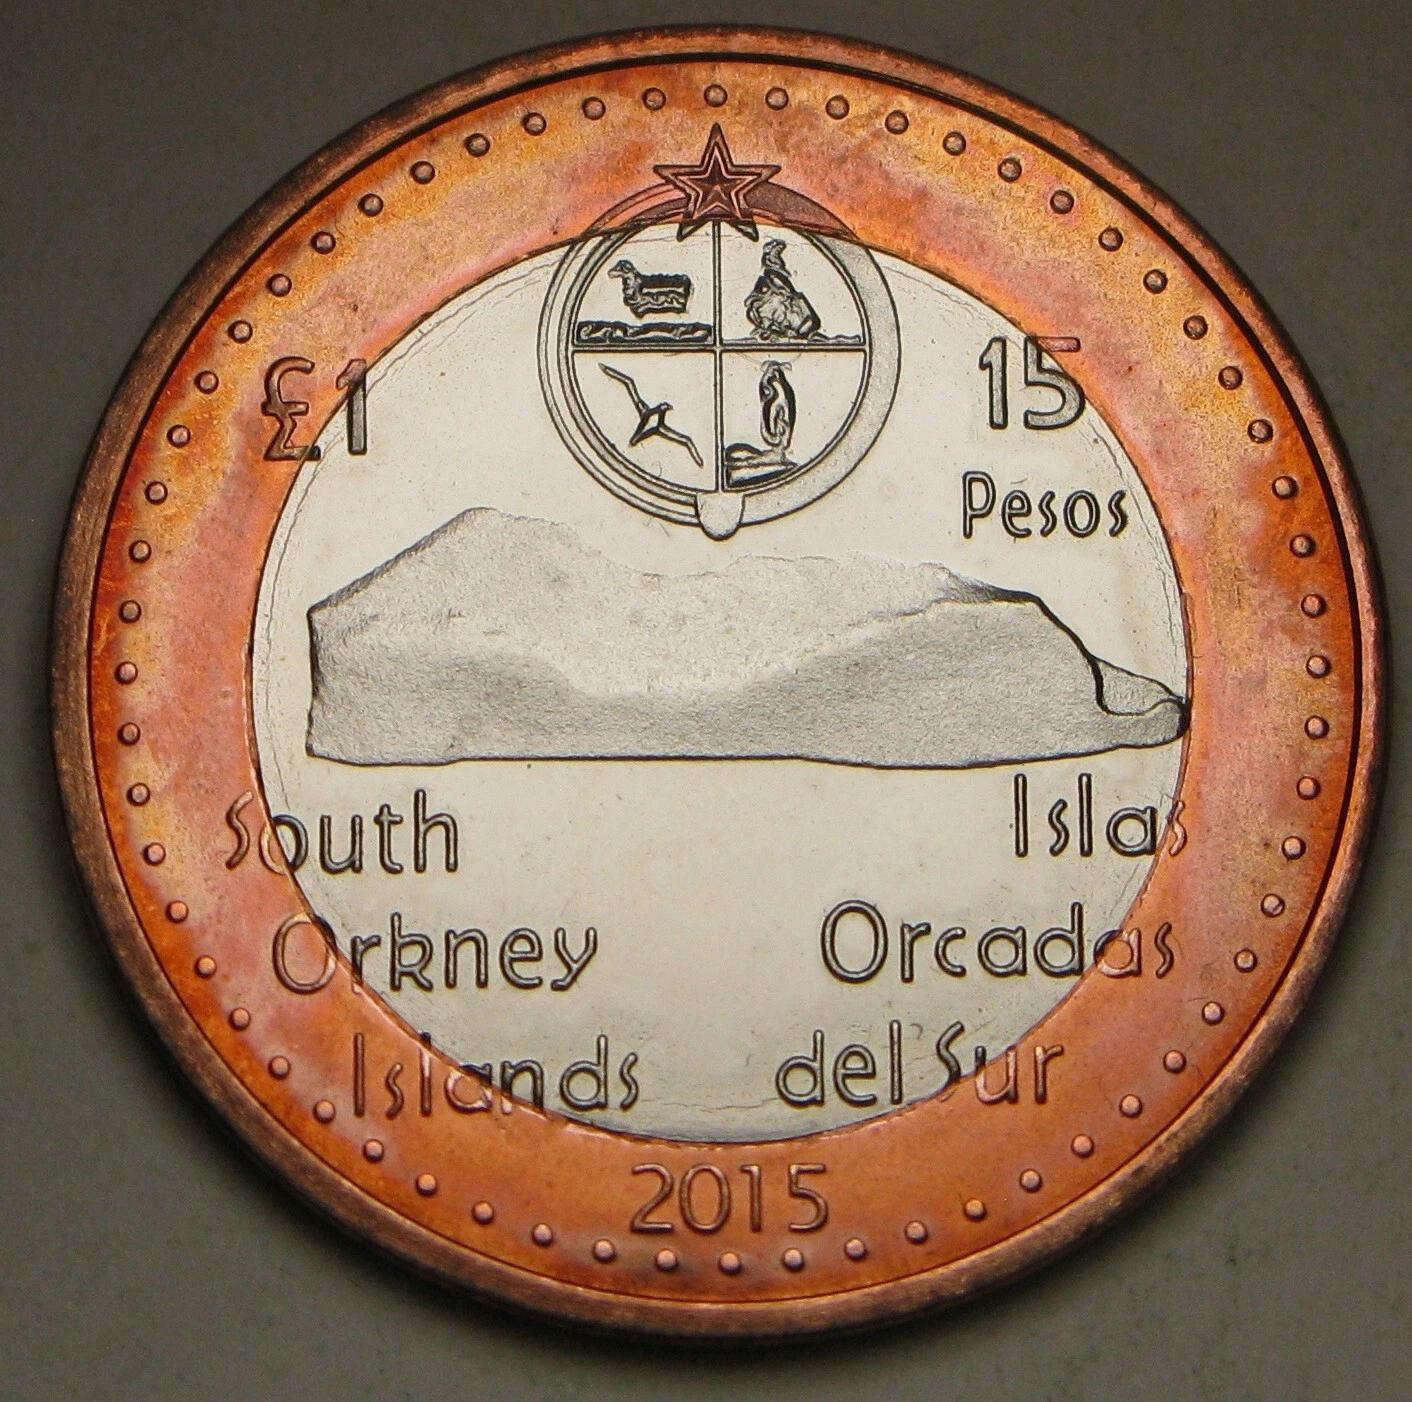 £1
15
Pesos
South
Orkney
Islands
Islas
Orcadas
del Sur
2015